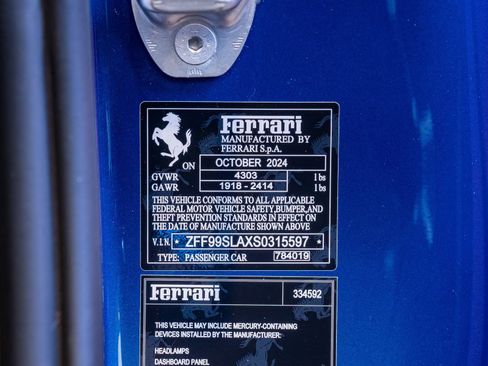 Ferrari
MANUFACTURED BY
FERRARI S.p.A.
ON OCTOBER 2024
GVWR 4303 lbs
GAWR 1918 - 2414 lbs
THIS VEHICLE CONFORMS TO ALL APPLICABLE
FEDERAL MOTOR VEHICLE SAFETY,BUMPER,AND
THEFT PREVENTION STANDARDS IN EFFECT ON
THE DATE OF MANUFACTURE SHOWN ABOVE
V.I.N. * ZFF99SLAXS0315597 *
TYPE: PASSENGER CAR 784019
Ferrari 334592
THIS VEHICLE MAY INCLUDE MERCURY-CONTAINING
DEVICES INSTALLED BY THE MANUFACTURER:
HEADLAMPS
DASHBOARD PANEL